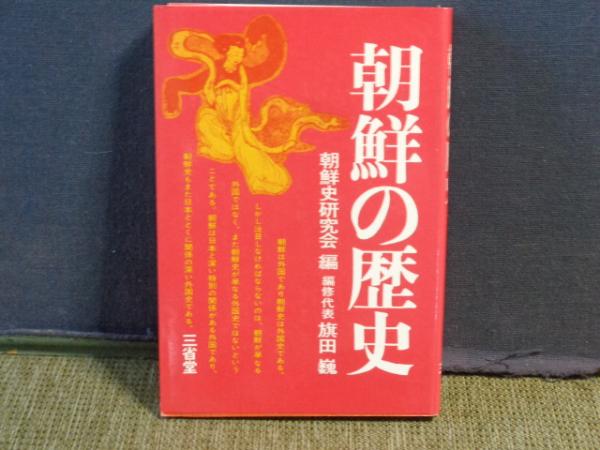 朝鮮の歴史
朝鮮史研究会 編 編修代表 旗田 巍
朝鮮は外国であり朝鮮史は外国史である。
しかし注目しなければならないのは、朝鮮が単なる
外国ではなく、また朝鮮史が単なる外国史ではないという
ことである。朝鮮は日本と深い特別の関係がある外国であり、
朝鮮史もまた日本ととくに関係の深い外国史である。
三省堂